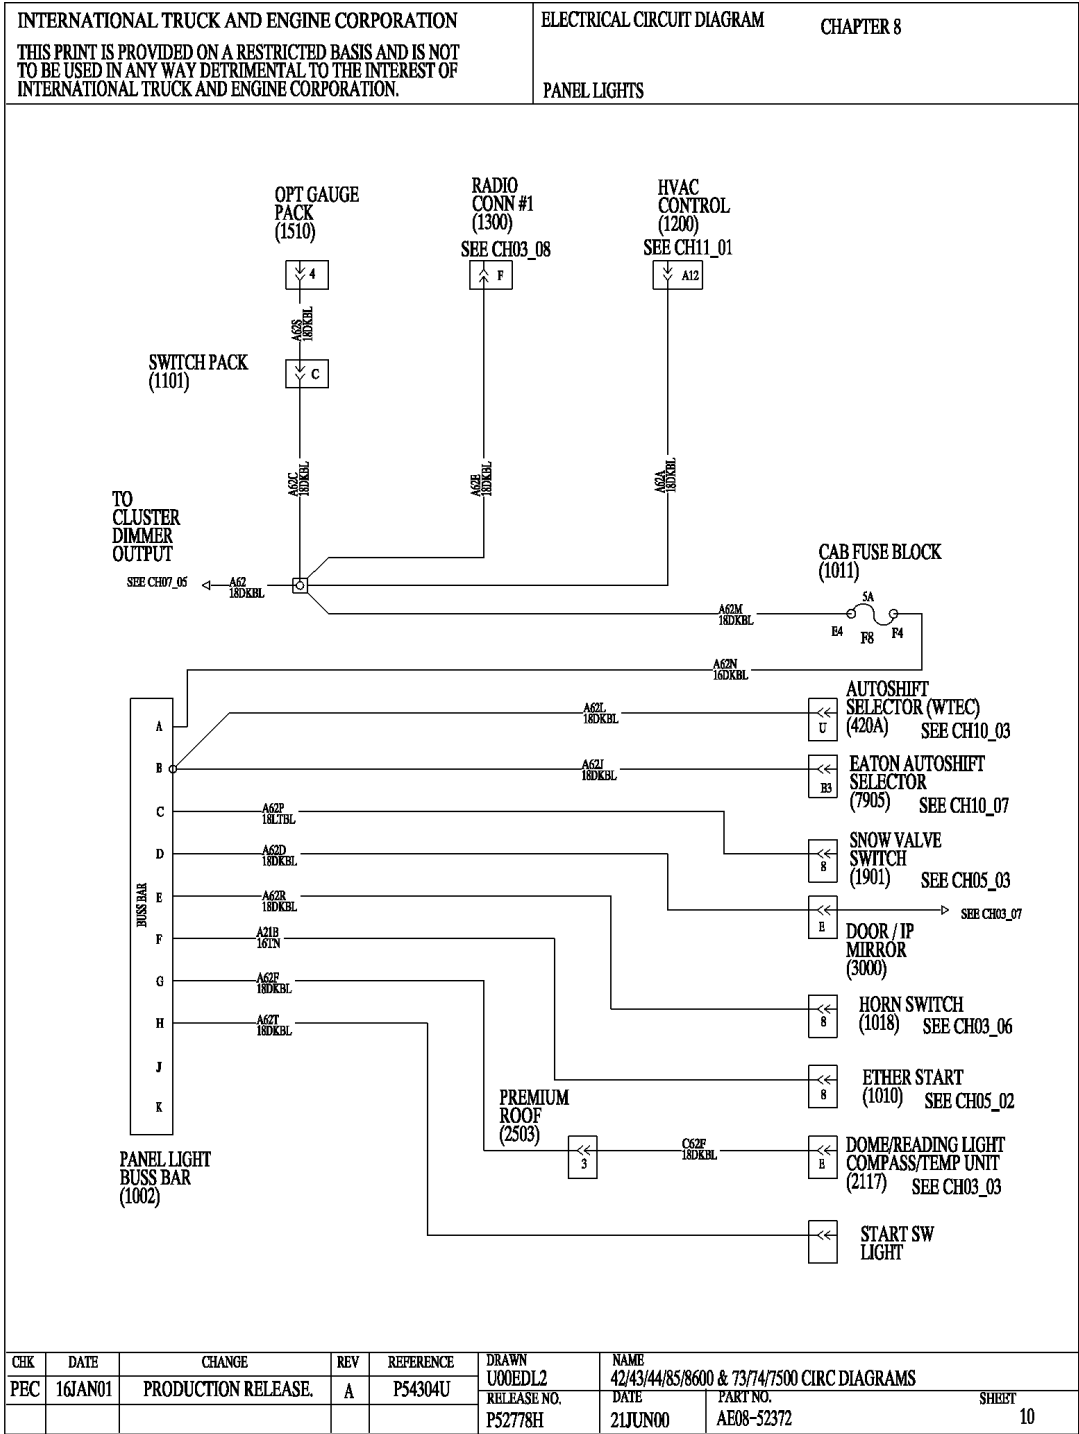 INTERNATIONAL TRUCK AND ENGINE CORPORATION
THIS PRINT IS PROVIDED ON A RESTRICTED BASIS AND IS NOT
TO BE USED IN ANY WAY DETRIMENTAL TO THE INTEREST OF
INTERNATIONAL TRUCK AND ENGINE CORPORATION.
ELECTRICAL CIRCUIT DIAGRAM
CHAPTER 8
PANEL LIGHTS
OPT GAUGE
PACK
(1510)
4
RADIO
CONN #1
(1300)
SEE CH03_08
F
HVAC
CONTROL
(1200)
SEE CH11_01
A12
A62S
18DKBL
SWITCH PACK
(1101)
C
A62C
18DKBL
A62E
18DKBL
A62A
18DKBL
TO
CLUSTER
DIMMER
OUTPUT
SEE CH07_05
A62
18DKBL
CAB FUSE BLOCK
(1011)
5A
E4
F8
F4
A62M
18DKBL
A62N
16DKBL
BUSS BAR
A
B
C
D
E
F
G
H
J
K
PANEL LIGHT
BUSS BAR
(1002)
A62L
18DKBL
U
AUTOSHIFT
SELECTOR (WTEC)
(420A) SEE CH10_03
A62J
18DKBL
B3
EATON AUTOSHIFT
SELECTOR
(7905) SEE CH10_07
A62P
18LTBL
8
SNOW VALVE
SWITCH
(1901) SEE CH05_03
A62D
18DKBL
E
SEE CH03_07
DOOR / IP
MIRROR
(3000)
A62R
18DKBL
8
HORN SWITCH
(1018) SEE CH03_06
A21B
16TN
8
ETHER START
(1010) SEE CH05_02
A62F
18DKBL
PREMIUM
ROOF
(2503)
3
C62F
18DKBL
E
DOME/READING LIGHT
COMPASS/TEMP UNIT
(2117) SEE CH03_03
A62T
18DKBL
START SW
LIGHT
CHK DATE CHANGE REV REFERENCE
PEC 16JAN01 PRODUCTION RELEASE. A P54304U
DRAWN
U00EDL2
RELEASE NO.
P52778H
NAME
42/43/44/85/8600 & 73/74/7500 CIRC DIAGRAMS
DATE
21JUN00
PART NO.
AE08-52372
SHEET
10